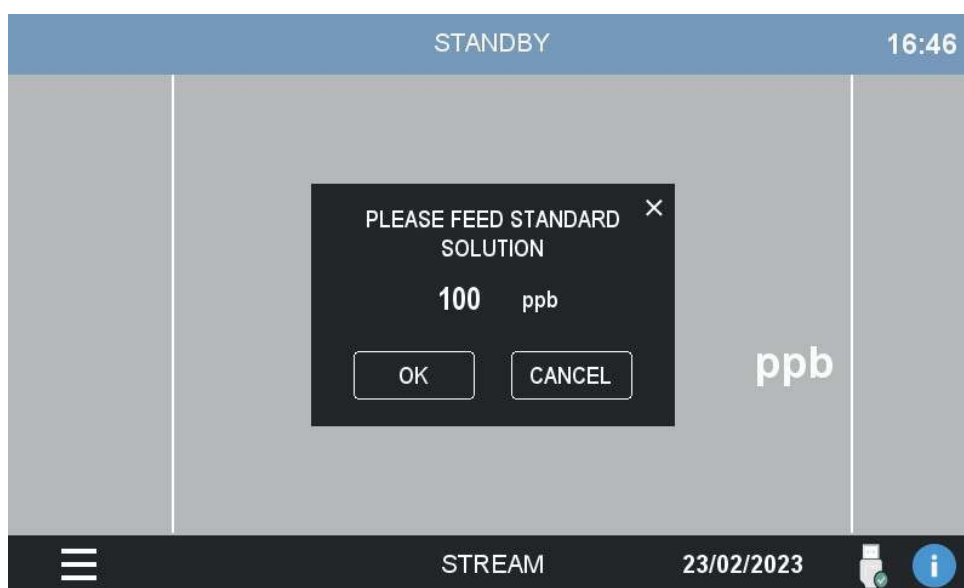 STANDBY
16:46
PLEASE FEED STANDARD
SOLUTION
100 ppb
OK
CANCEL
ppb
STREAM
23/02/2023
i